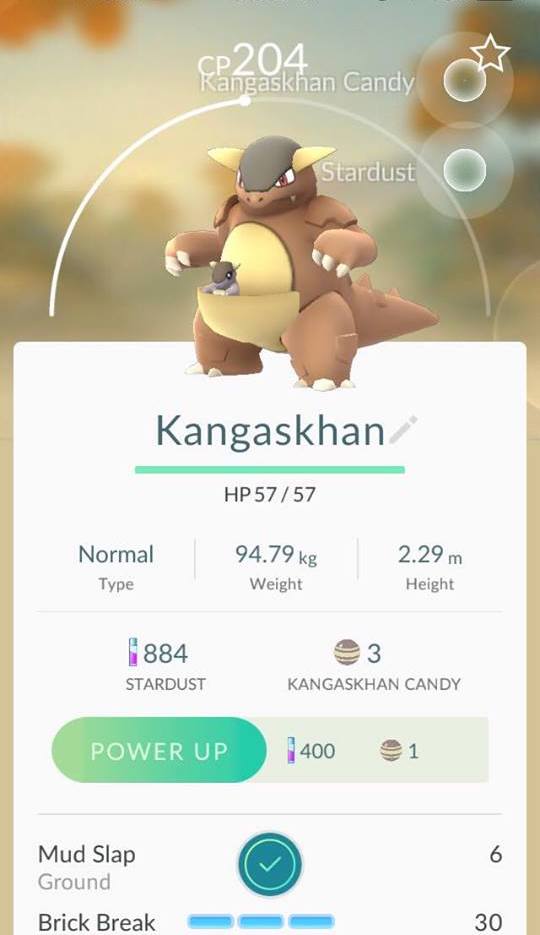 CP204
Kangaskhan Candy
Stardust
Kangaskhan
HP 57 / 57
Normal 94.79 kg 2.29 m
Type Weight Height
884 3
STARDUST KANGASKHAN CANDY
POWER UP 400 1
Mud Slap 6
Ground
Brick Break 30